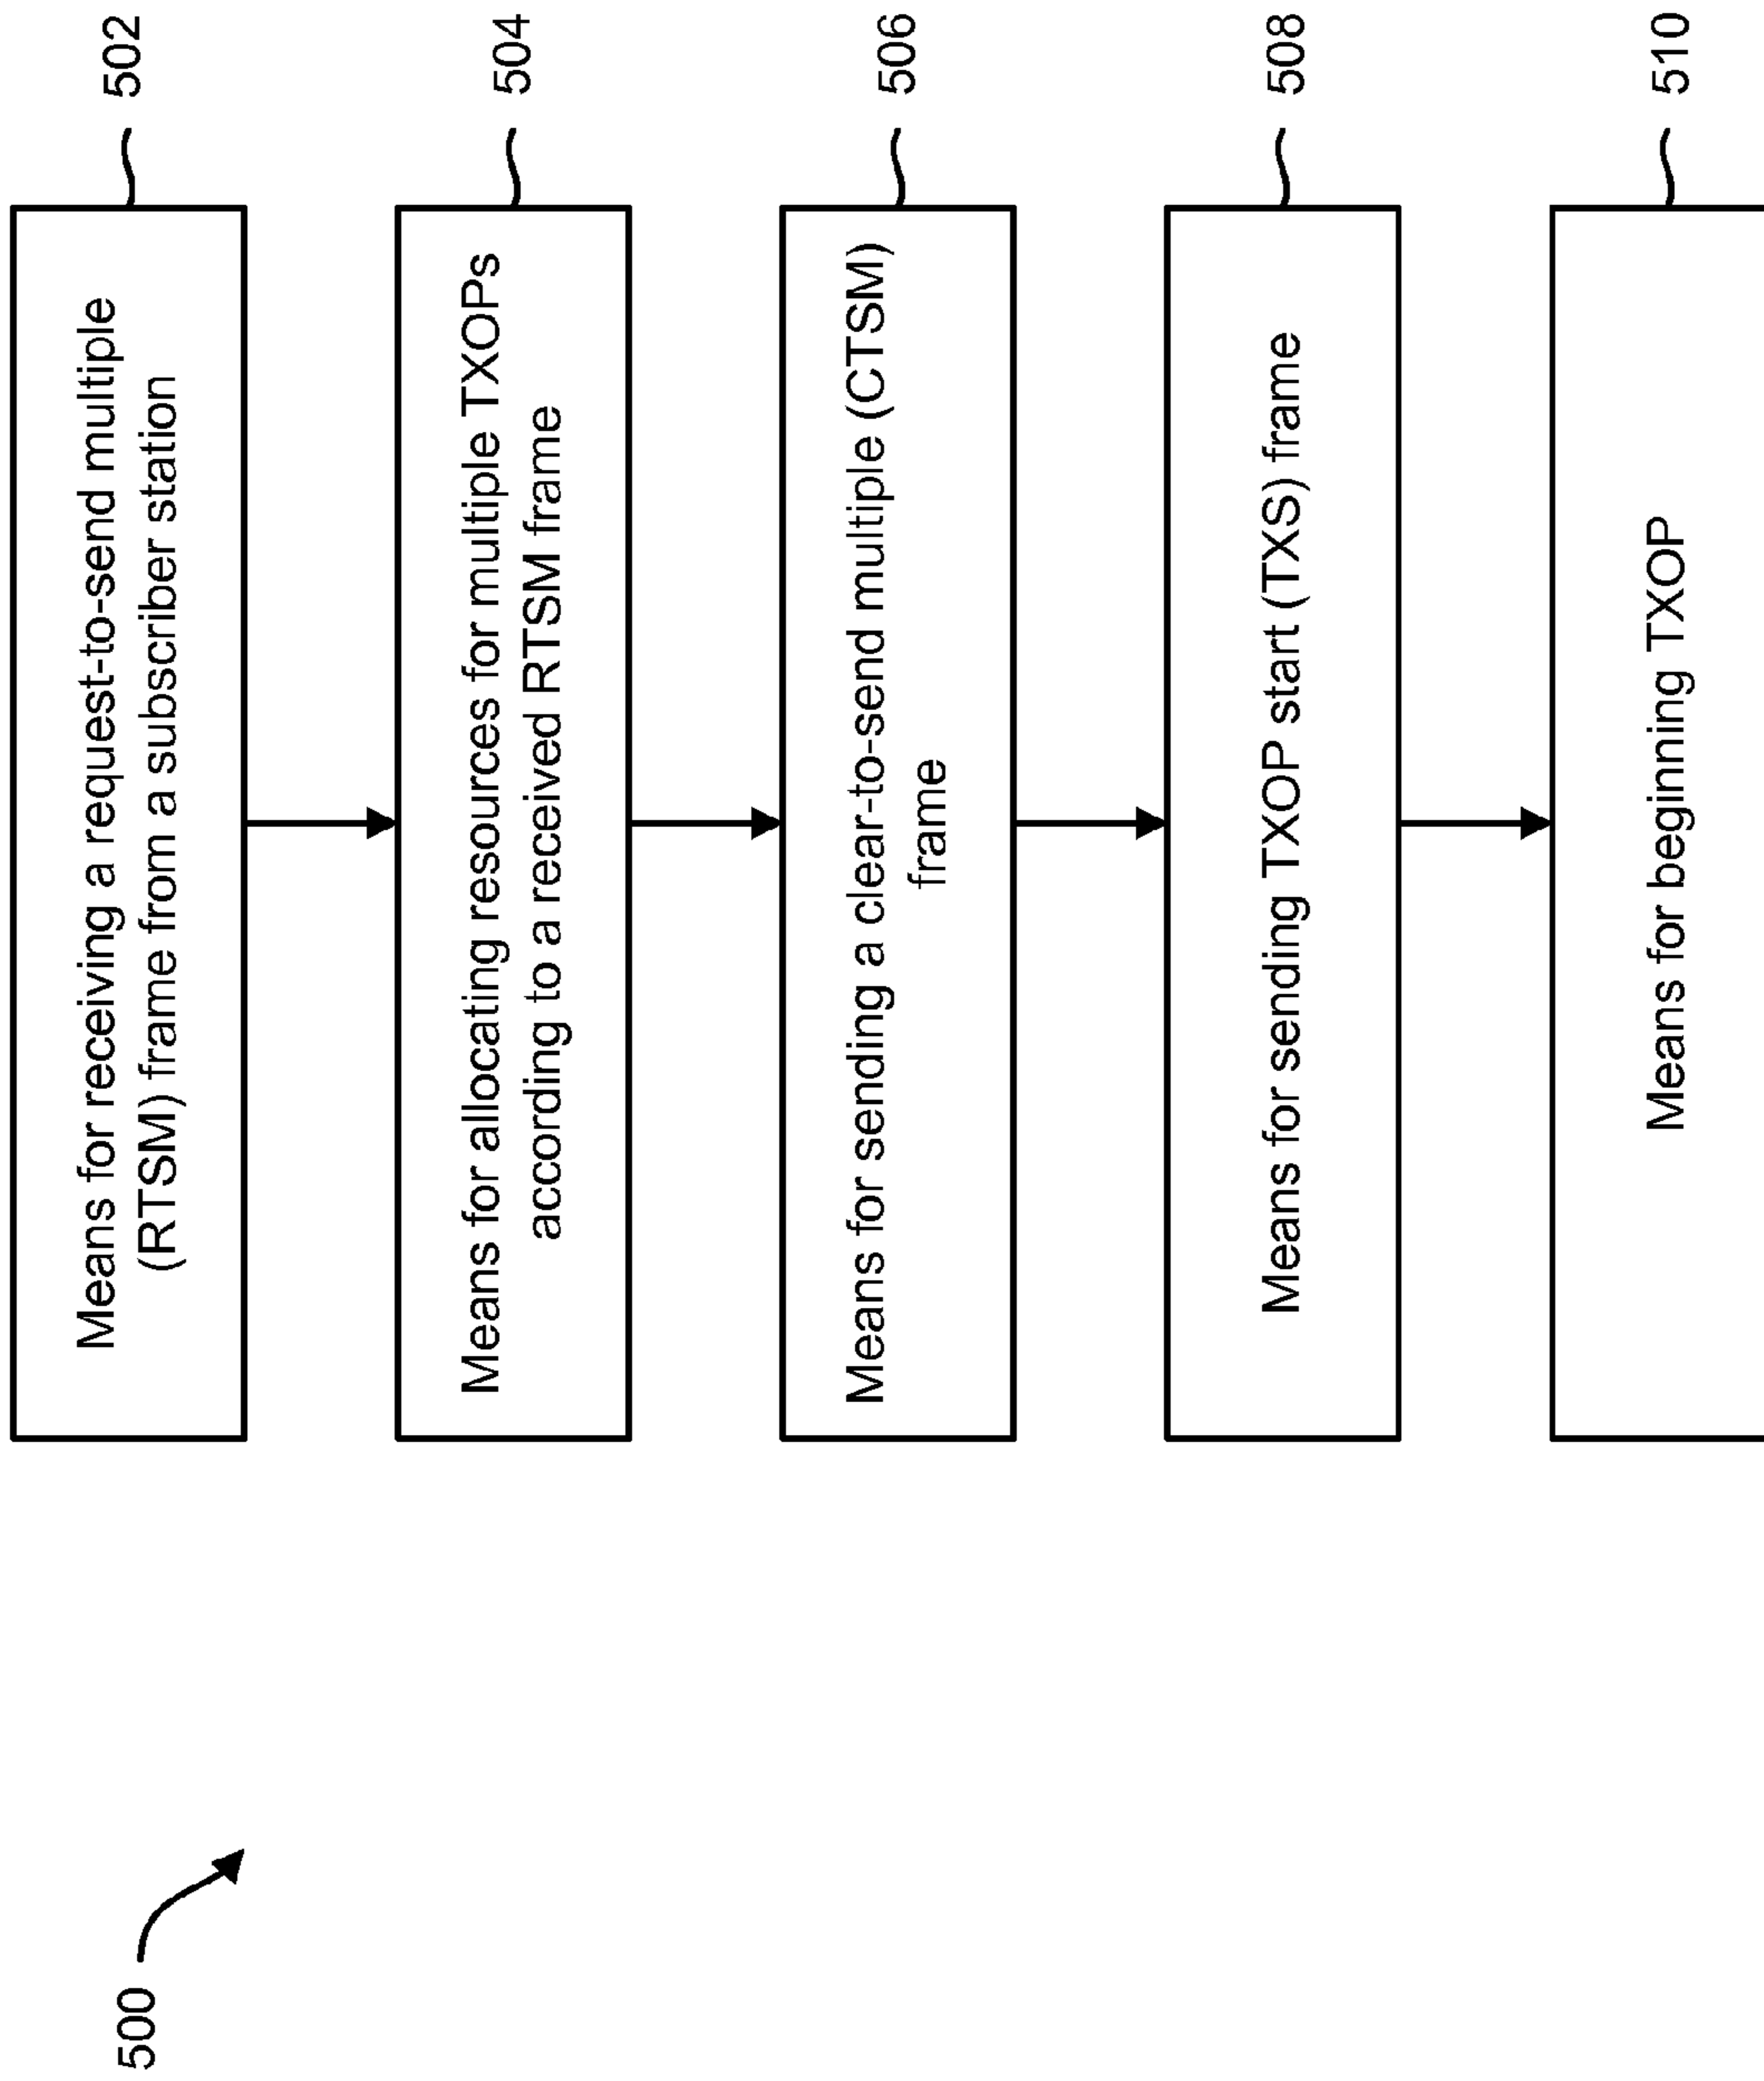 500
Means for receiving a request-to-send multiple
(RTSM) frame from a subscriber station
502
Means for allocating resources for multiple TXOPs
according to a received RTSM frame
504
Means for sending a clear-to-send multiple (CTSM)
frame
506
Means for sending TXOP start (TXS) frame
508
Means for beginning TXOP
510